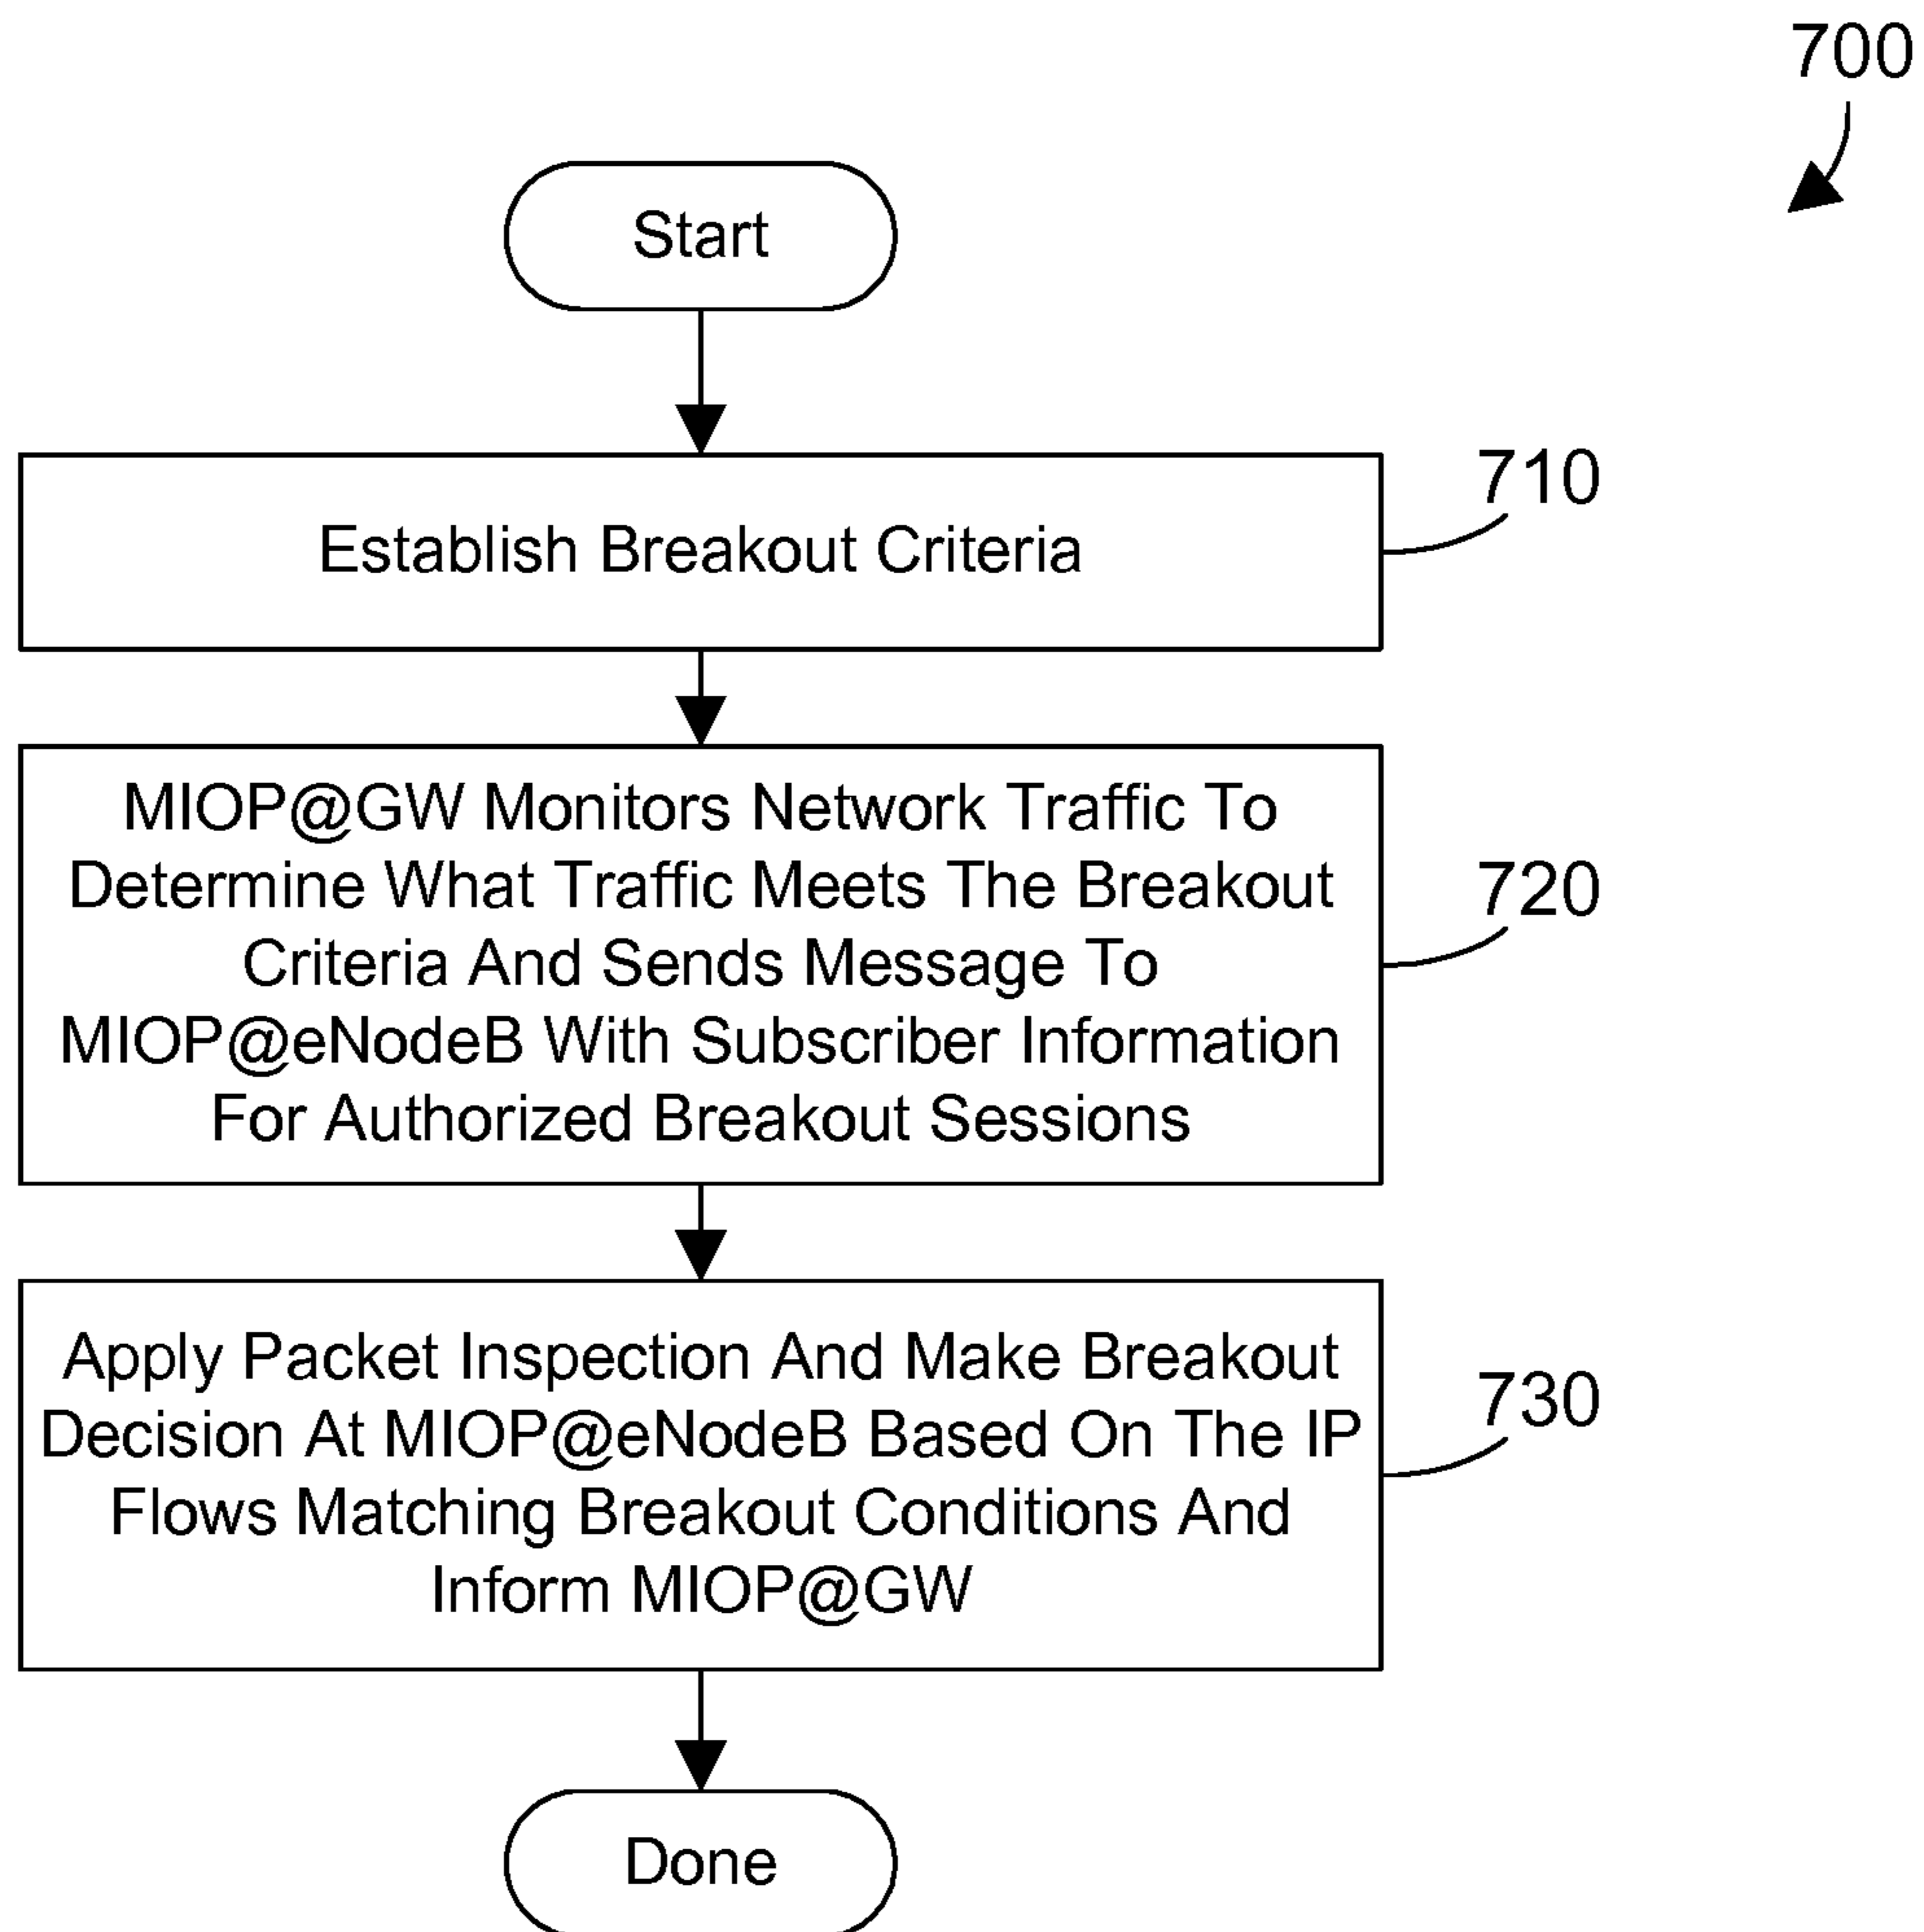 700
Start
Establish Breakout Criteria
710
MIOP@GW Monitors Network Traffic To
Determine What Traffic Meets The Breakout
Criteria And Sends Message To
MIOP@eNodeB With Subscriber Information
For Authorized Breakout Sessions
720
Apply Packet Inspection And Make Breakout
Decision At MIOP@eNodeB Based On The IP
Flows Matching Breakout Conditions And
Inform MIOP@GW
730
Done